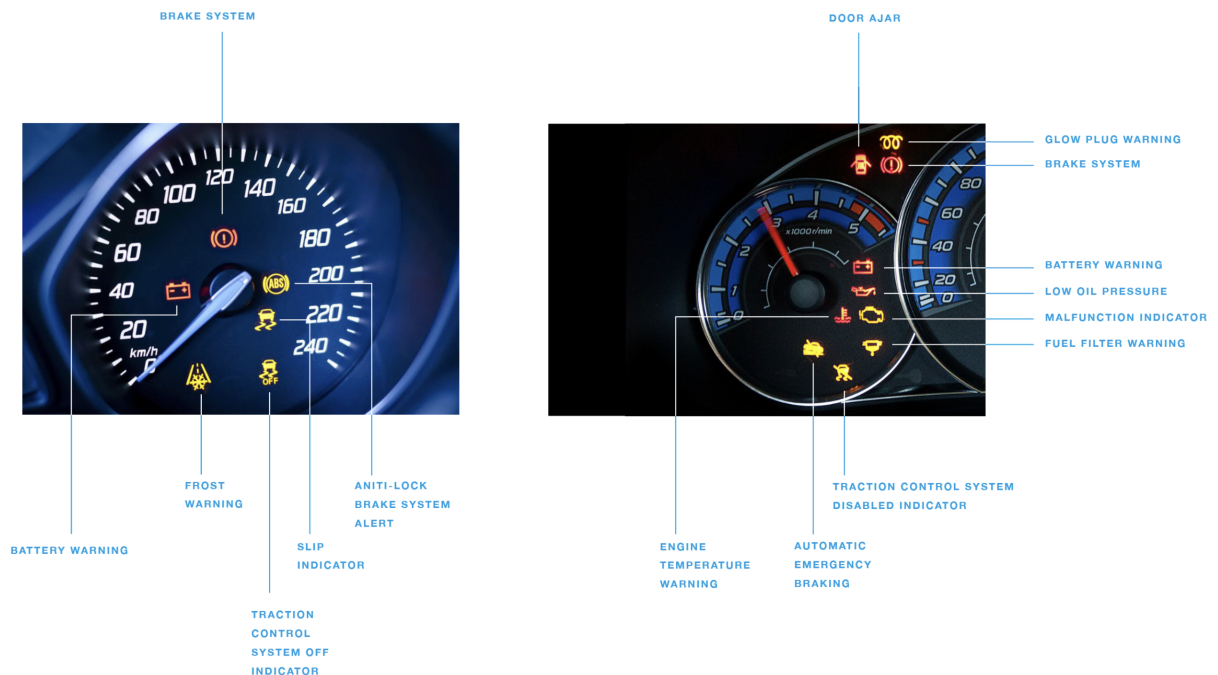 BRAKE SYSTEM
DOOR AJAR
GLOW PLUG WARNING
BRAKE SYSTEM
120
100
140
80
160
60
180
40
200
20
220
km/h
0
240
ABS
OFF
80
60
40
20
0
4
3
5
x1000r/min
2
1
0
BATTERY WARNING
LOW OIL PRESSURE
MALFUNCTION INDICATOR
FUEL FILTER WARNING
FROST
WARNING
ANITI-LOCK
BRAKE SYSTEM
ALERT
TRACTION CONTROL SYSTEM
DISABLED INDICATOR
BATTERY WARNING
SLIP
INDICATOR
ENGINE
TEMPERATURE
WARNING
AUTOMATIC
EMERGENCY
BRAKING
TRACTION
CONTROL
SYSTEM OFF
INDICATOR